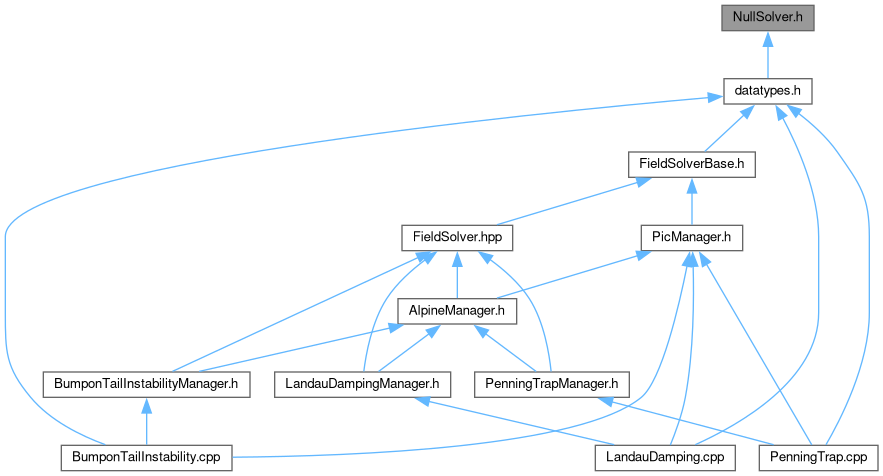 NullSolver.h
datatypes.h
FieldSolverBase.h
FieldSolver.hpp
PicManager.h
AlpineManager.h
BumponTailInstabilityManager.h
LandauDampingManager.h
PenningTrapManager.h
BumponTailInstability.cpp
LandauDamping.cpp
PenningTrap.cpp